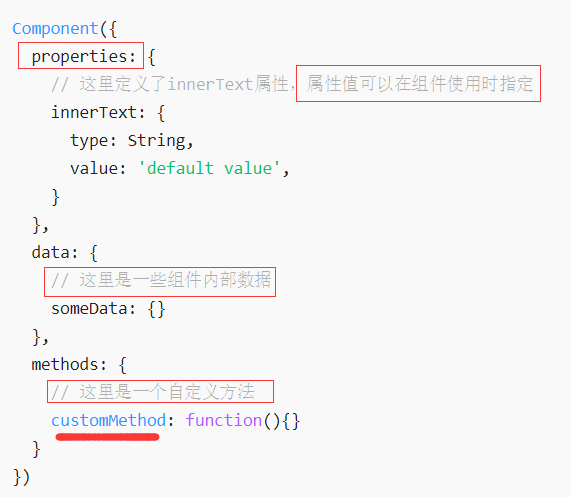 Component({
properties: {
// 这里定义了innerText属性，属性值可以在组件使用时指定
innerText: {
type: String,
value: 'default value',
}
},
data: {
// 这里是一些组件内部数据
someData: {}
},
methods: {
// 这里是一个自定义方法
customMethod: function(){}
}
})